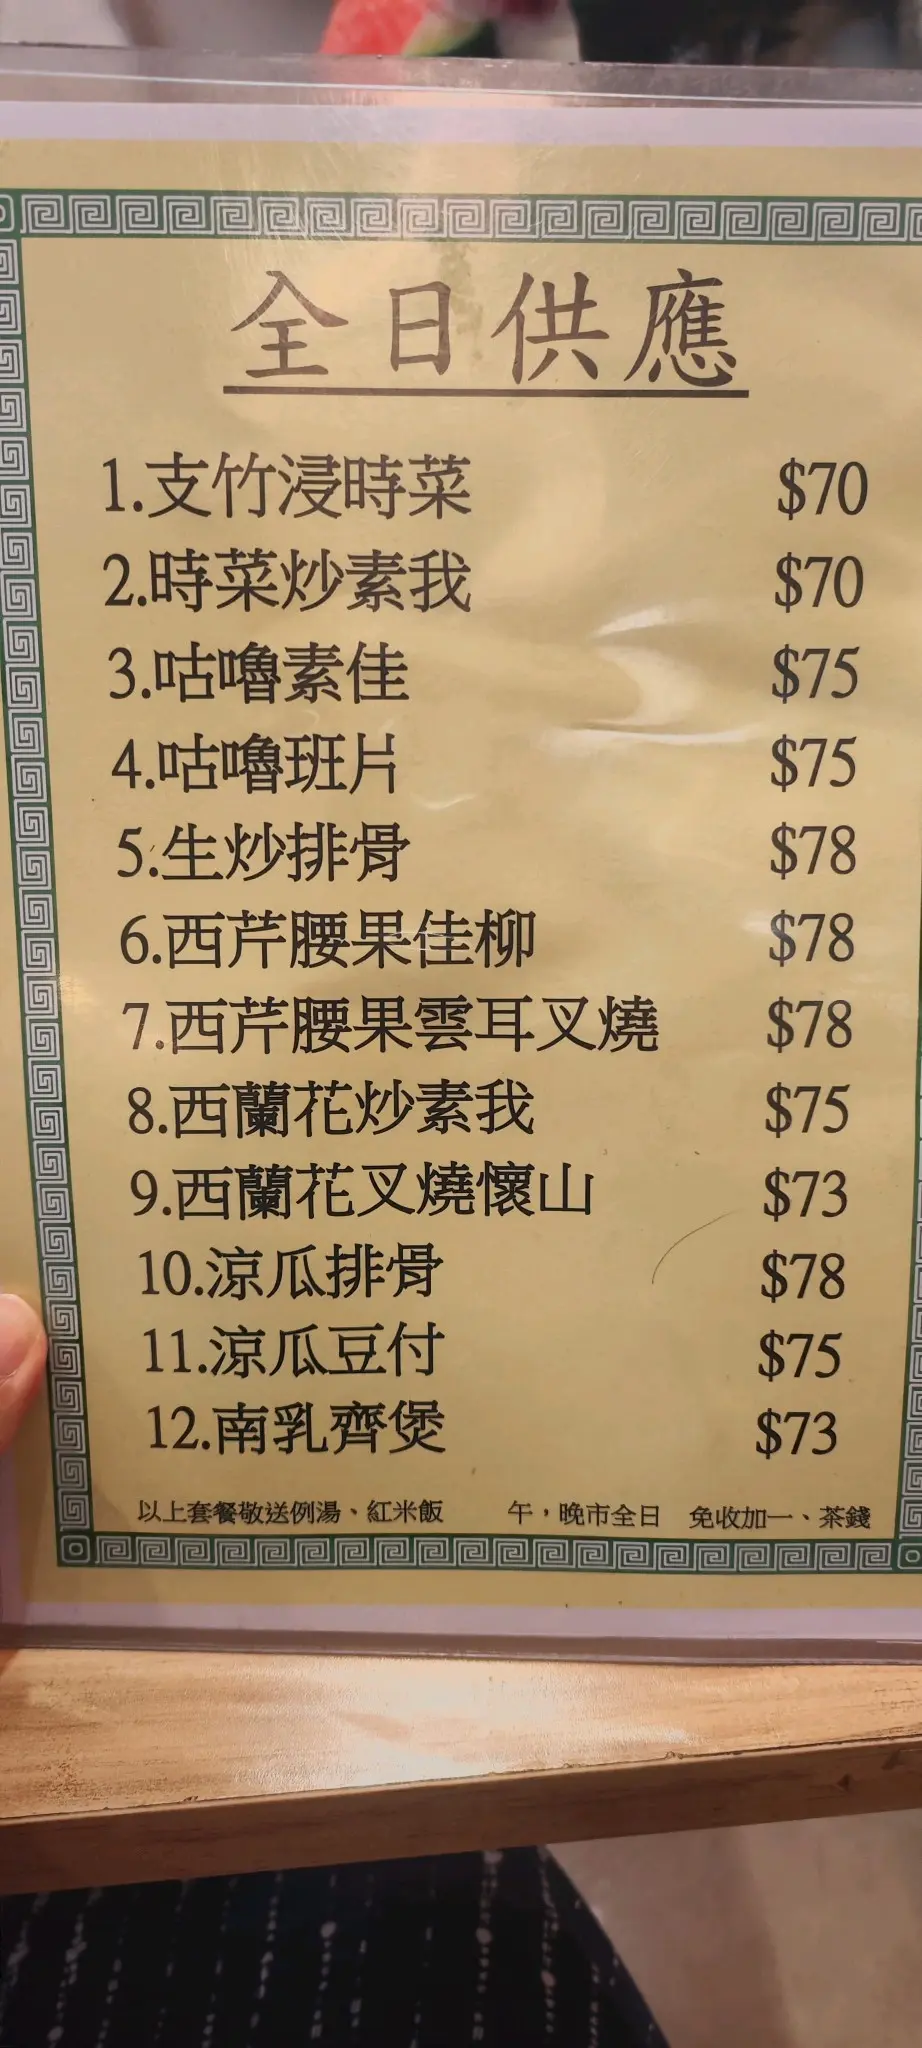 全日供應
1.支竹浸時菜 $70
2.時菜炒素我 $70
3.咕嚕素佳 $75
4.咕嚕班片 $75
5.生炒排骨 $78
6.西芹腰果佳柳 $78
7.西芹腰果雲耳叉燒 $78
8.西蘭花炒素我 $75
9.西蘭花叉燒懷山 $73
10.涼瓜排骨 $78
11.涼瓜豆付 $75
12.南乳齊煲 $73
以上套餐敬送例湯、紅米飯 午，晚市全日 免收加一、茶錢